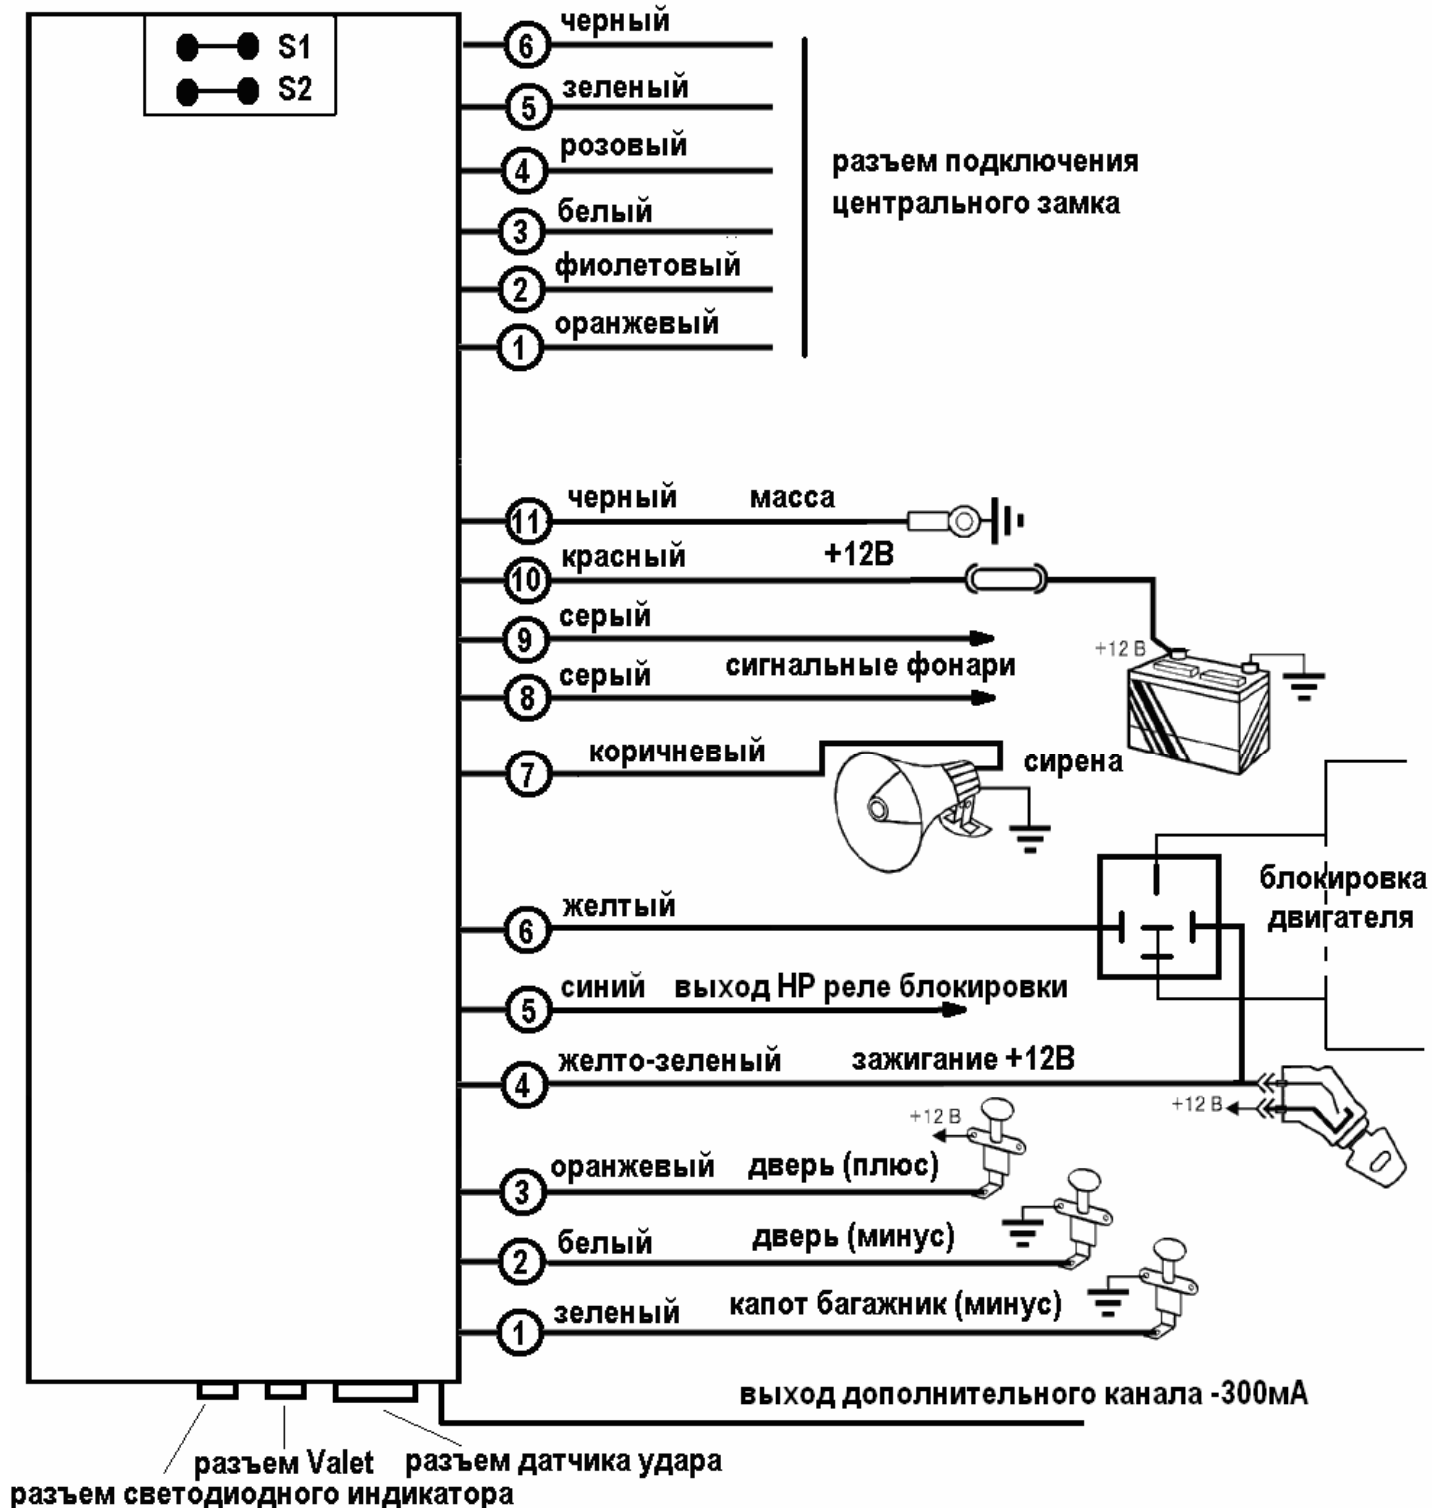 S1
S2
6 черный
5 зеленый
4 розовый
3 белый
2 фиолетовый
1 оранжевый
разъем подключения
центрального замка
11 черный масса
10 красный +12В
9 серый
+12 В
сигнальные фонари
8 серый
7 коричневый
сирена
блокировка
двигателя
6 желтый
5 синий выход НР реле блокировки
4 желто-зеленый зажигание +12В
+12 В
+12 В
3 оранжевый дверь (плюс)
2 белый дверь (минус)
1 зеленый капот багажник (минус)
выход дополнительного канала -300мА
разъем Valet
разъем датчика удара
разъем светодиодного индикатора